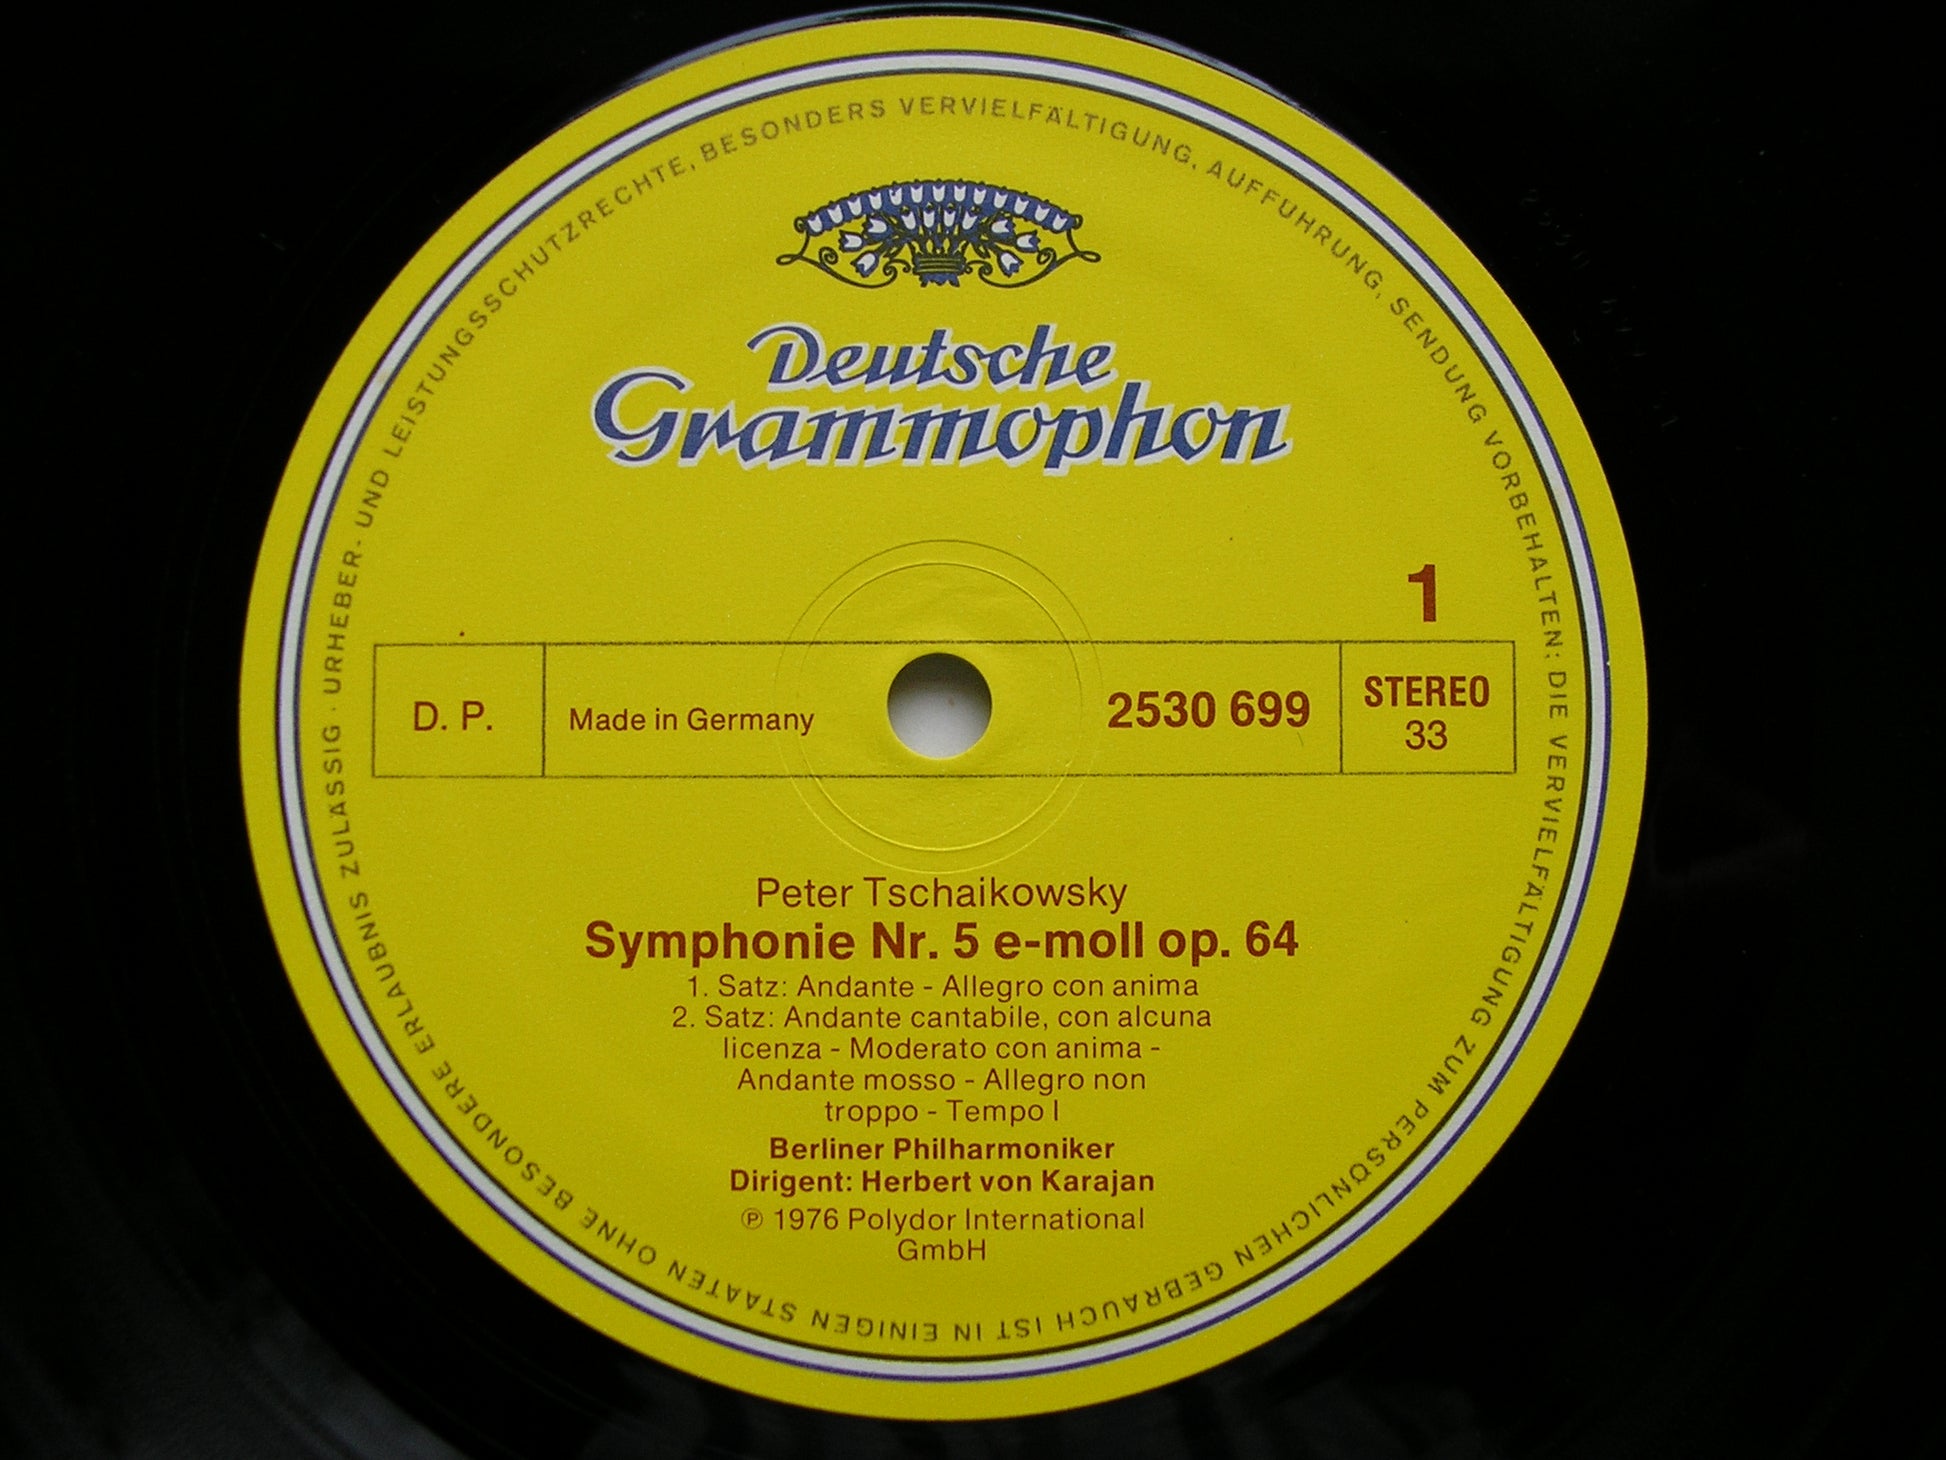 URHEBER- UND LEISTUNGSSCHUTZRECHTE, BESONDERS VERVIELFÄLTIGUNG, AUFFÜHRUNG, SENDUNG VORBEHALTEN; DIE VERVIELFÄLTIGUNG ZUM PERSÖNLICHEN GEBRAUCH IST IN EINIGEN STAATEN OHNE BESONDERE ERLAUBNIS ZULÄSSIG ·
Deutsche
Grammophon
1
D. P.
Made in Germany
2530 699
STEREO
33
Peter Tschaikowsky
Symphonie Nr. 5 e-moll op. 64
1. Satz: Andante - Allegro con anima
2. Satz: Andante cantabile, con alcuna
licenza - Moderato con anima -
Andante mosso - Allegro non
troppo - Tempo I
Berliner Philharmoniker
Dirigent: Herbert von Karajan
℗ 1976 Polydor International
GmbH